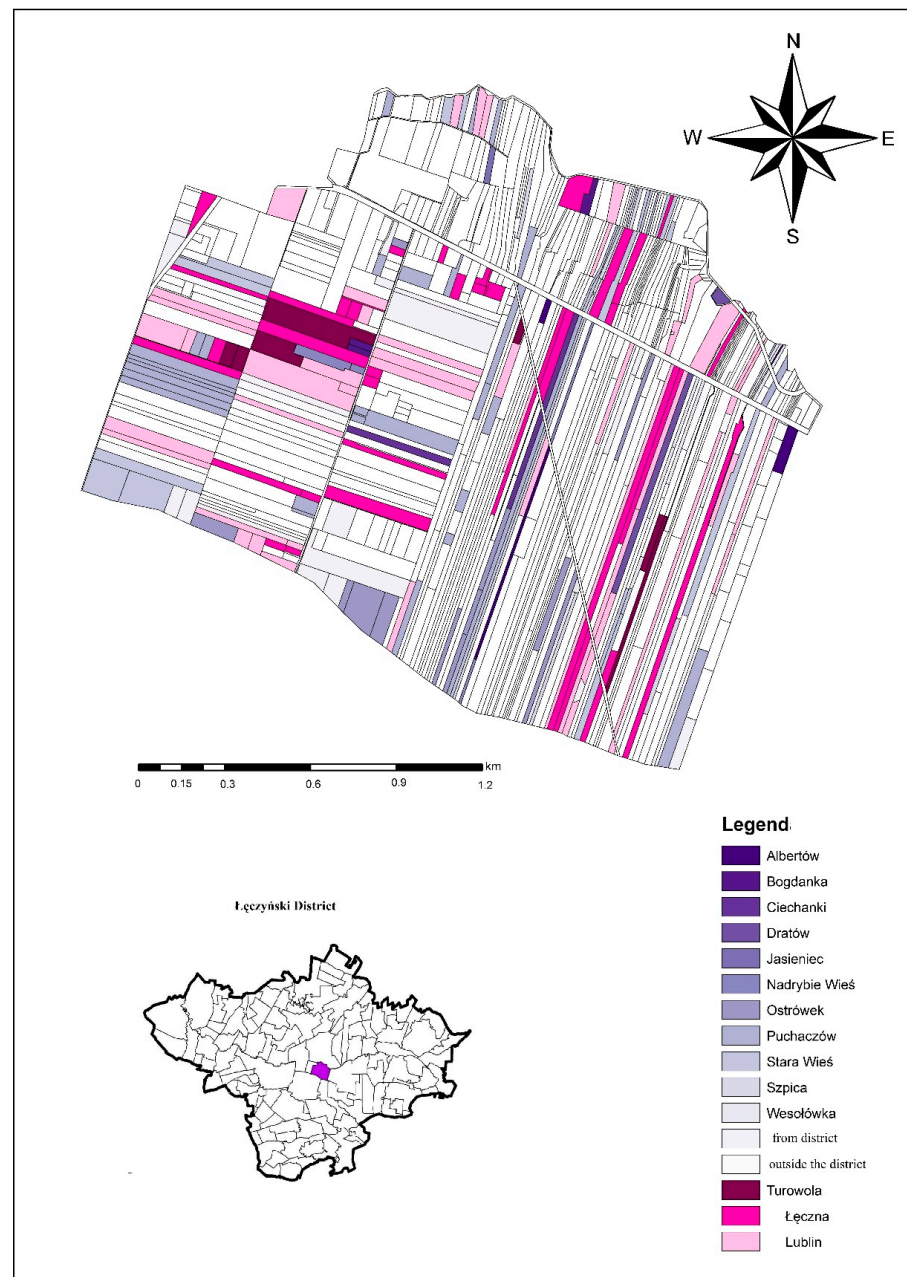 N
W E
S
km
0 0.15 0.3 0.6 0.9 1.2
Legend
Albertów
Bogdanka
Ciechanki
Dratów
Jasieniec
Nadrybie Wieś
Ostrówek
Puchaczów
Stara Wieś
Szpica
Wesołówka
from district
outside the district
Turowola
Łęczna
Lublin
Łęczyński District